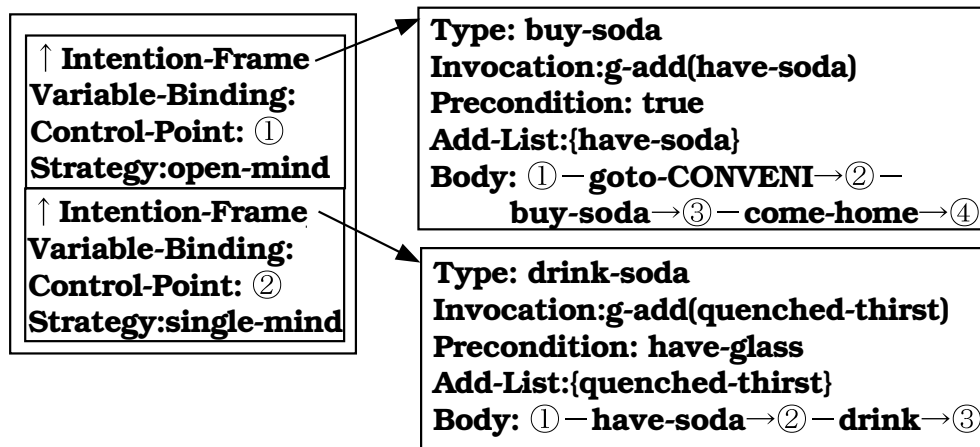 ↑Intention-Frame
Variable-Binding:
Control-Point: ①
Strategy:open-mind
↑Intention-Frame
Variable-Binding:
Control-Point: ②
Strategy:single-mind
Type: buy-soda
Invocation:g-add(have-soda)
Precondition: true
Add-List:{have-soda}
Body: ①－goto-CONVENI→②－
buy-soda→③－come-home→④
Type: drink-soda
Invocation:g-add(quenched-thirst)
Precondition: have-glass
Add-List:{quenched-thirst}
Body: ①－have-soda→②－drink→③